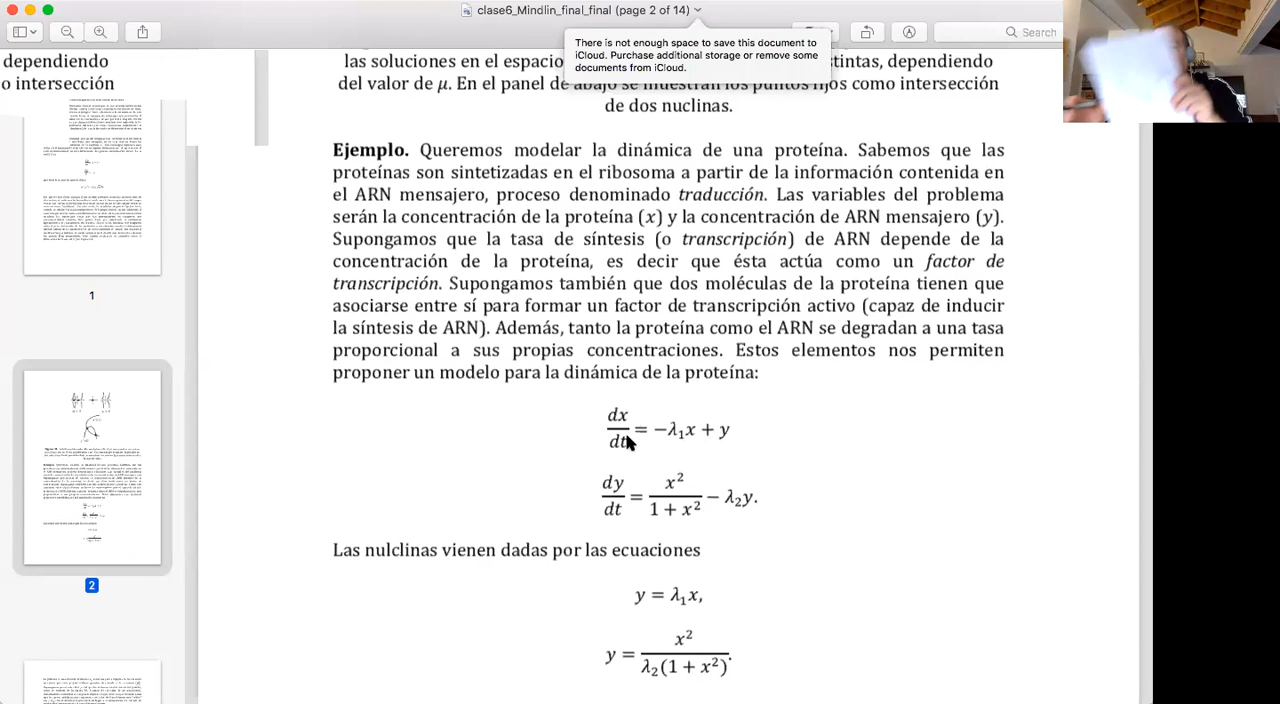 clase6_Mindlin_final_final (page 2 of 14)
Search
There is not enough space to save this document to
iCloud. Purchase additional storage or remove some
documents from iCloud.
dependiendo
o intersección
1
2
las soluciones en el espacio
stintas, dependiendo
del valor de μ. En el panel de abajo se muestran los puntos fijos como intersección
de dos nuclinas.
Ejemplo. Queremos modelar la dinámica de una proteína. Sabemos que las
proteínas son sintetizadas en el ribosoma a partir de la información contenida en
el ARN mensajero, proceso denominado traducción. Las variables del problema
serán la concentración de la proteína (x) y la concentración de ARN mensajero (y).
Supongamos que la tasa de síntesis (o transcripción) de ARN depende de la
concentración de la proteína, es decir que ésta actúa como un factor de
transcripción. Supongamos también que dos moléculas de la proteína tienen que
asociarse entre sí para formar un factor de transcripción activo (capaz de inducir
la síntesis de ARN). Además, tanto la proteína como el ARN se degradan a una tasa
proporcional a sus propias concentraciones. Estos elementos nos permiten
proponer un modelo para la dinámica de la proteína:
dx/dt = −λ₁x + y
dy/dt = x²/(1 + x²) − λ₂y.
Las nulclinas vienen dadas por las ecuaciones
y = λ₁x,
y = x²/(λ₂(1 + x²)).